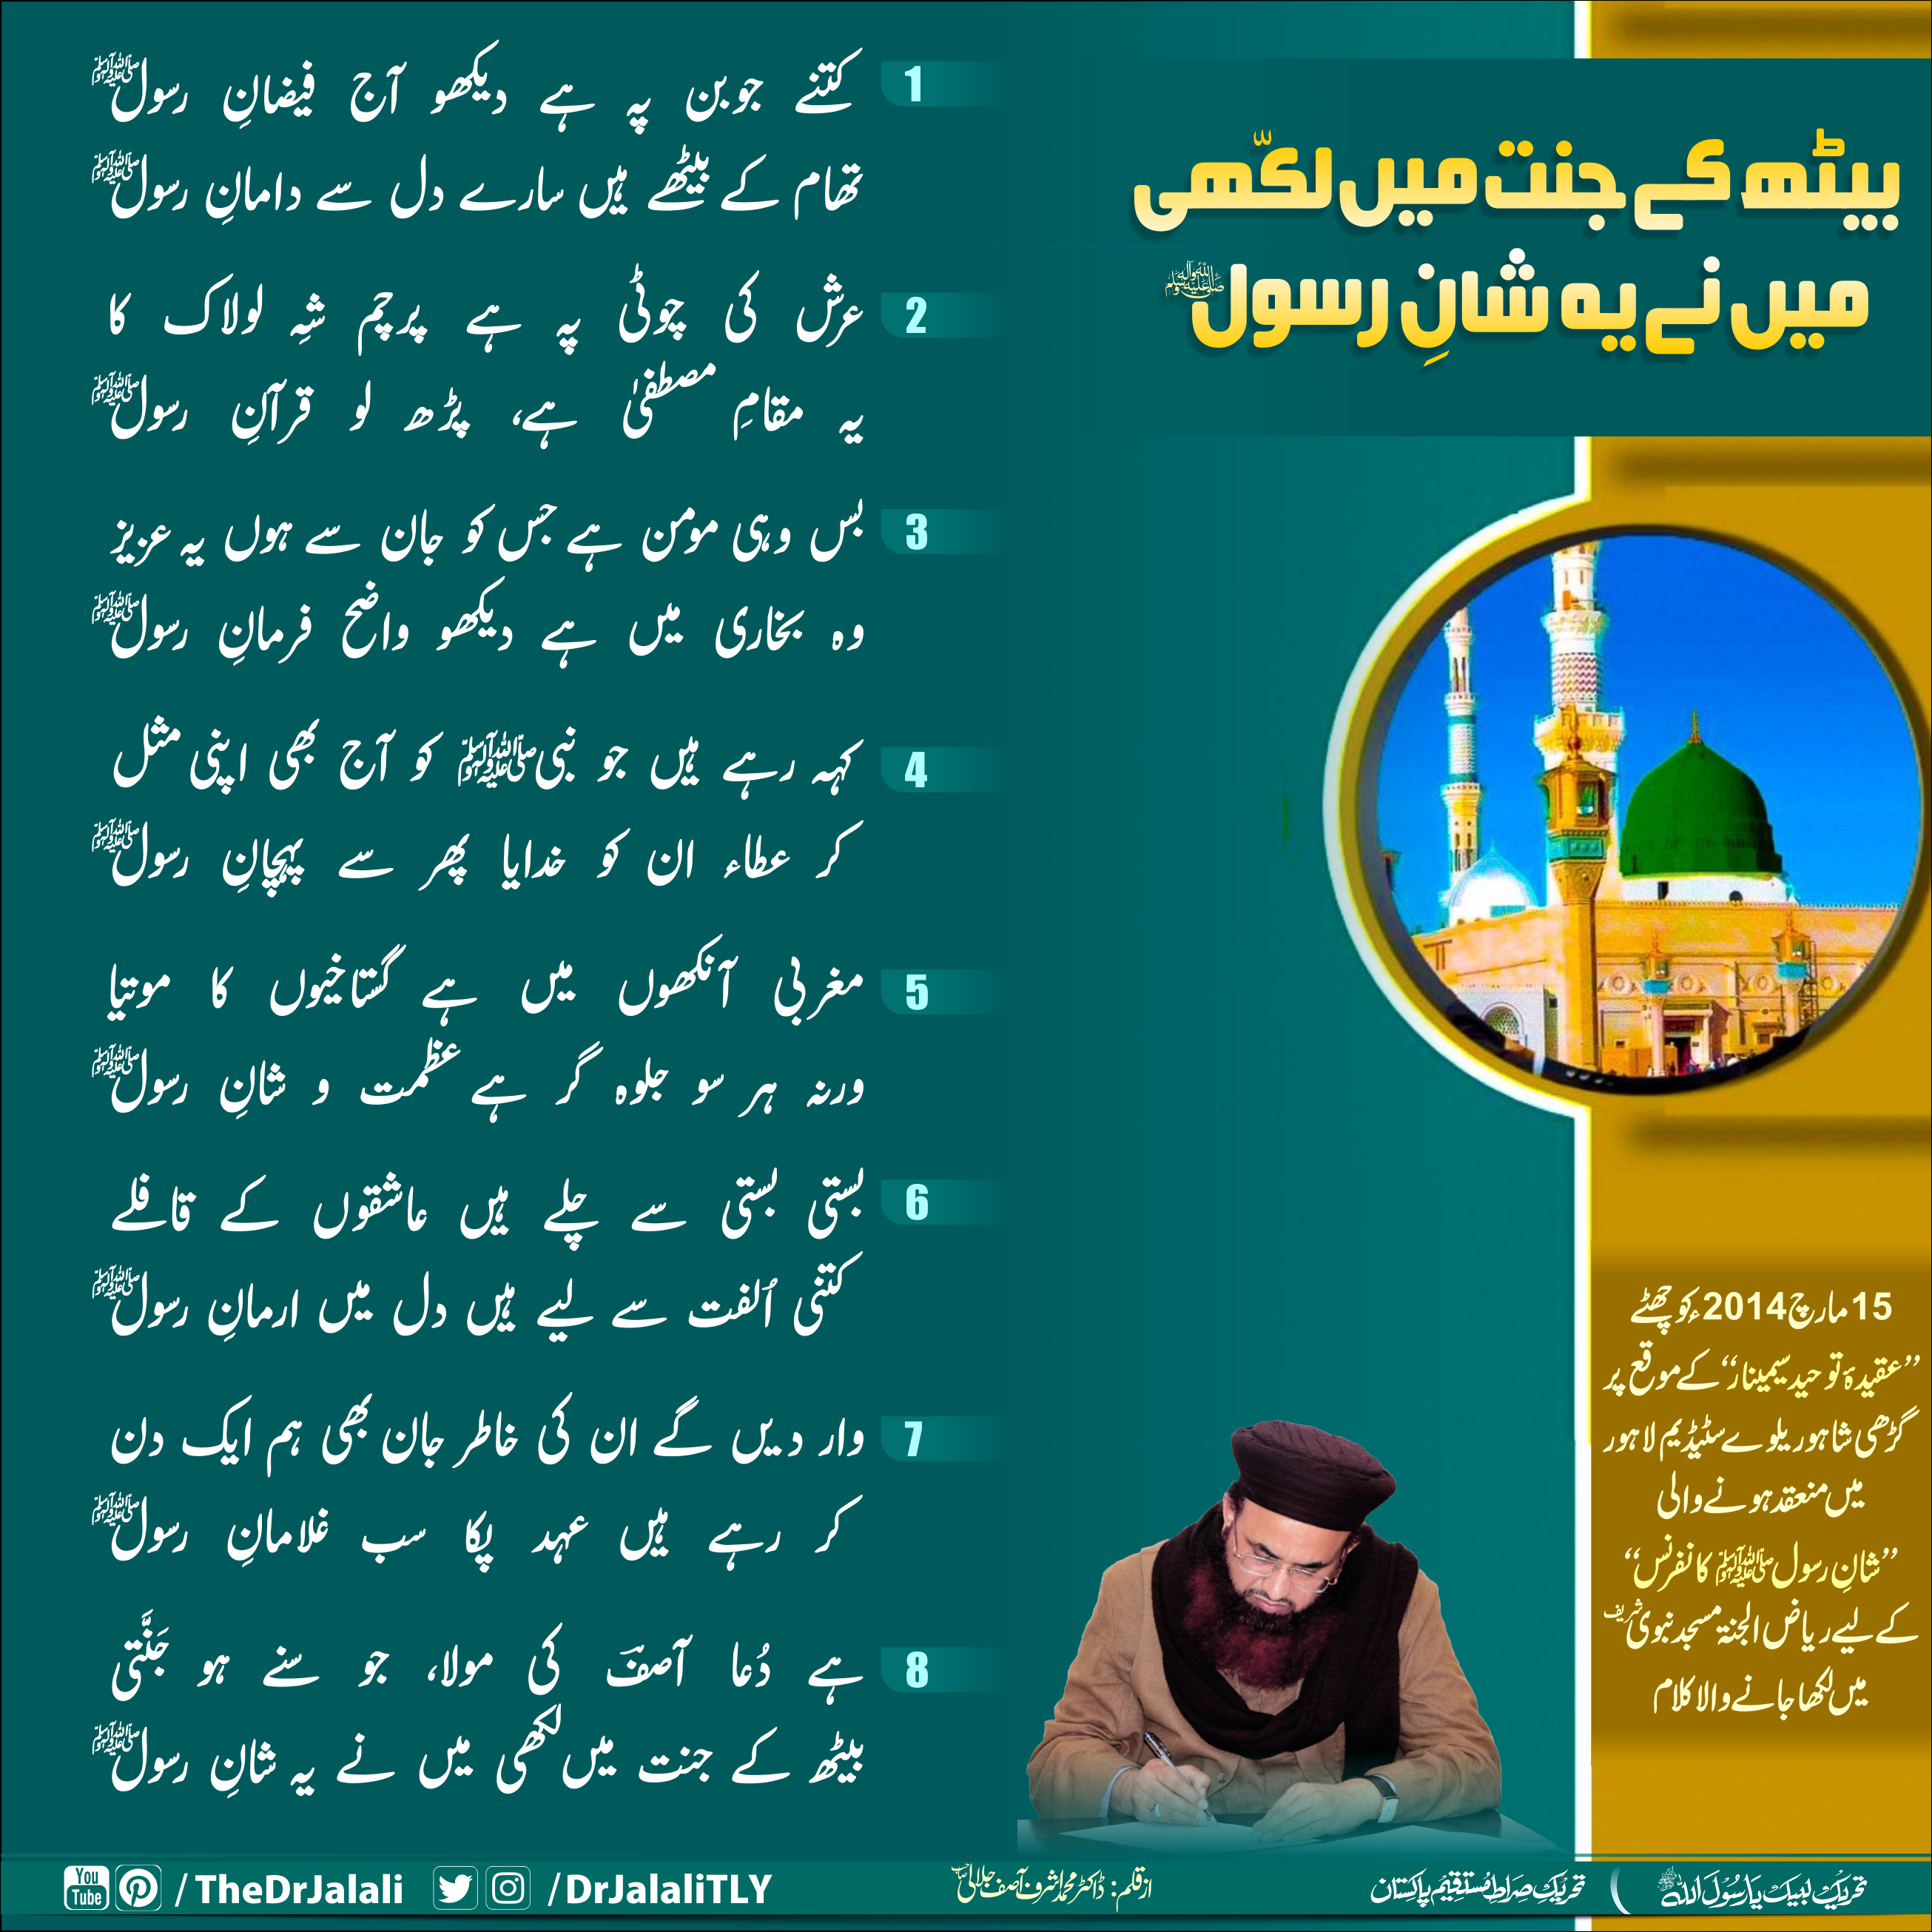 بیٹھ کے جنت میں لکھّی
میں نے یہ شانِ رسول ﷺ
1
کتنے جوبن پہ ہے دیکھو آج فیضانِ رسول ﷺ
تھام کے بیٹھے ہیں سارے دل سے دامانِ رسول ﷺ
2
عرش کی چوٹی پہ ہے پرچم شہِ لولاک کا
یہ مقامِ مصطفیٰ ہے، پڑھ لو قرآنِ رسول ﷺ
3
بس وہی مومن ہے جس کو جان سے ہوں یہ عزیز
وہ بخاری میں ہے دیکھو واضح فرمانِ رسول ﷺ
4
کہہ رہے ہیں جو نبی ﷺ کو آج بھی اپنی مثل
کر عطاء ان کو خدایا پھر سے پہچانِ رسول ﷺ
5
مغربی آنکھوں میں ہے گستاخیوں کا موتیا
ورنہ ہر سو جلوہ گر ہے عظمت و شانِ رسول ﷺ
6
بستی بستی سے چلے ہیں عاشقوں کے قافلے
کتنی اُلفت سے لیے ہیں دل میں ارمانِ رسول ﷺ
7
وار دیں گے ان کی خاطر جان بھی ہم ایک دن
کر رہے ہیں عہد پکا سب غلامانِ رسول ﷺ
8
ہے دُعا آصفؔ کی مولا، جو سنے ہو جَنَّتی
بیٹھ کے جنت میں لکھی میں نے یہ شانِ رسول ﷺ
15 مارچ 2014ء کو چھٹے
”عقیدۂ توحید سیمینار“ کے موقع پر
گڑھی شاہو ریلوے سٹیڈیم لاہور
میں منعقد ہونے والی
”شانِ رسول ﷺ کانفرنس“
کے لیے ریاض الجنۃ مسجد نبوی شریف
میں لکھا جانے والا کلام
تحریک لبیک یا رسول اللہ ﷺ
تحریک صراط مستقیم پاکستان
ازقلم: ڈاکٹر محمد اشرف آصف جلالی صاحب
/DrJalaliTLY
You Tube /TheDrJalali